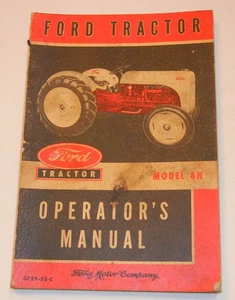 FORD TRACTOR
Ford
TRACTOR
MODEL 8N
OPERATOR'S
MANUAL
Ford Motor Company